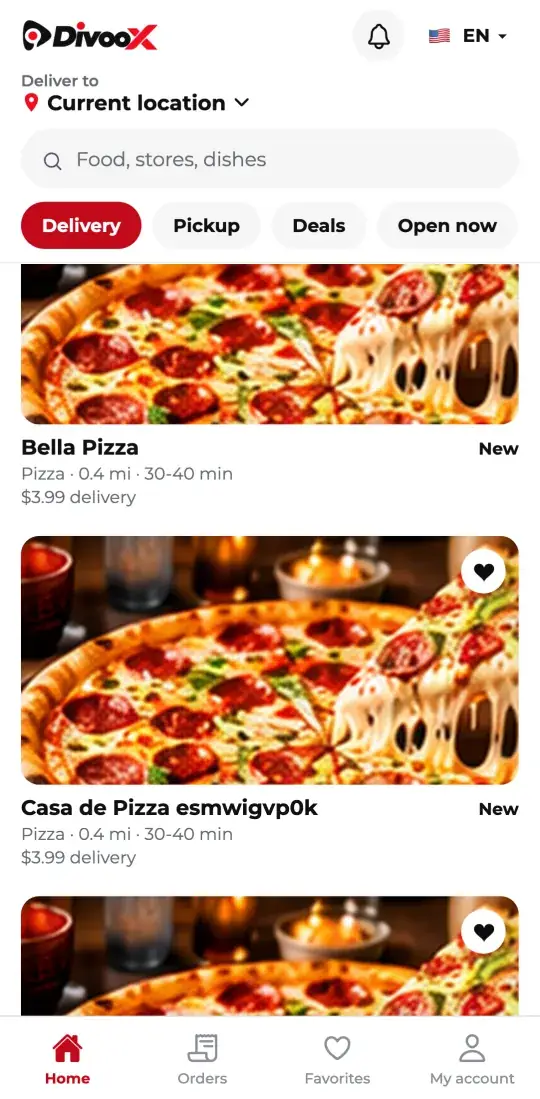 DivooX
EN
Deliver to
Current location
Food, stores, dishes
Delivery
Pickup
Deals
Open now
Bella Pizza
New
Pizza · 0.4 mi · 30-40 min
$3.99 delivery
Casa de Pizza esmwigvp0k
New
Pizza · 0.4 mi · 30-40 min
$3.99 delivery
Home
Orders
Favorites
My account